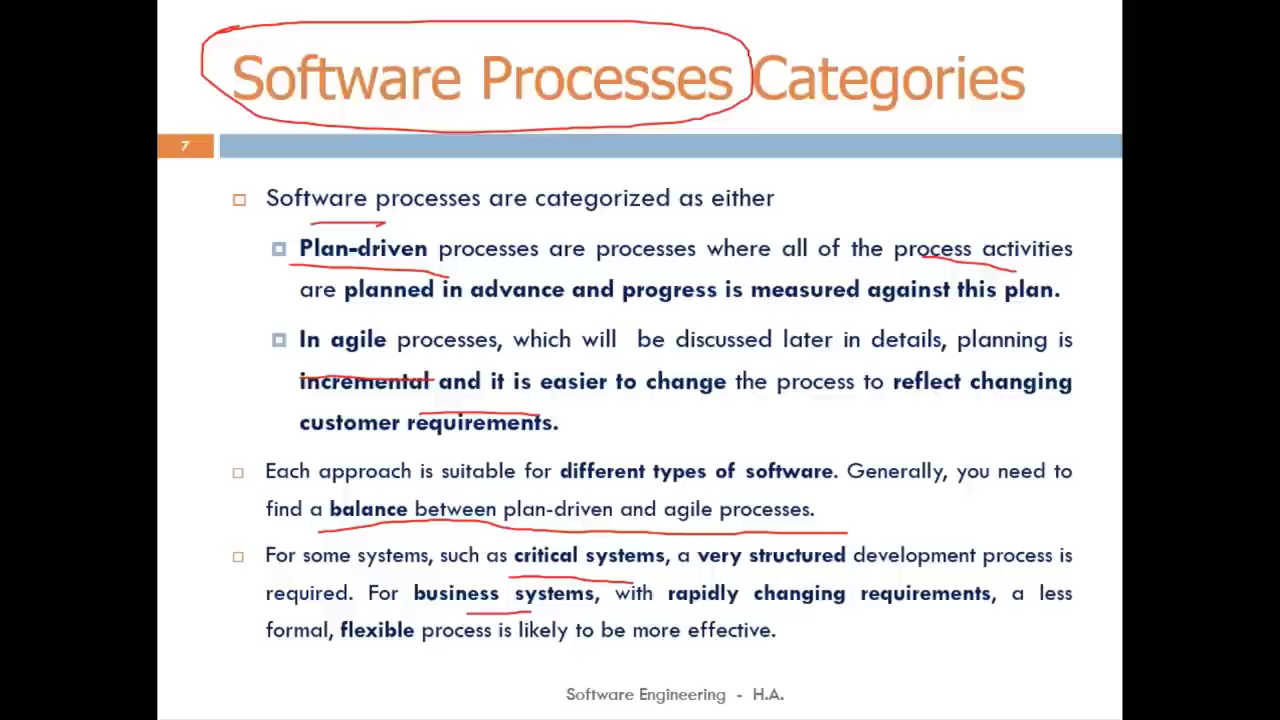 Software Processes Categories
7
Software processes are categorized as either
Plan-driven processes are processes where all of the process activities
are planned in advance and progress is measured against this plan.
In agile processes, which will be discussed later in details, planning is
incremental and it is easier to change the process to reflect changing
customer requirements.
Each approach is suitable for different types of software. Generally, you need to
find a balance between plan-driven and agile processes.
For some systems, such as critical systems, a very structured development process is
required. For business systems, with rapidly changing requirements, a less
formal, flexible process is likely to be more effective.
Software Engineering - H.A.